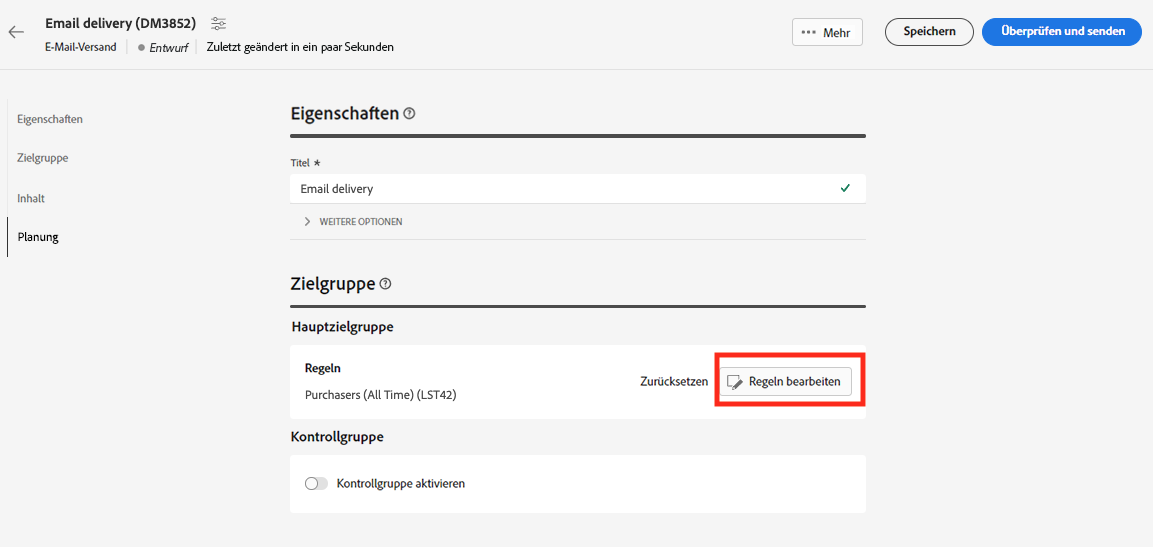 Email delivery (DM3852)
E-Mail-Versand Entwurf Zuletzt geändert in ein paar Sekunden
Mehr
Speichern
Überprüfen und senden
Eigenschaften
Zielgruppe
Inhalt
Planung
Eigenschaften
Titel *
Email delivery
WEITERE OPTIONEN
Zielgruppe
Hauptzielgruppe
Regeln
Purchasers (All Time) (LST42)
Zurücksetzen
Regeln bearbeiten
Kontrollgruppe
Kontrollgruppe aktivieren